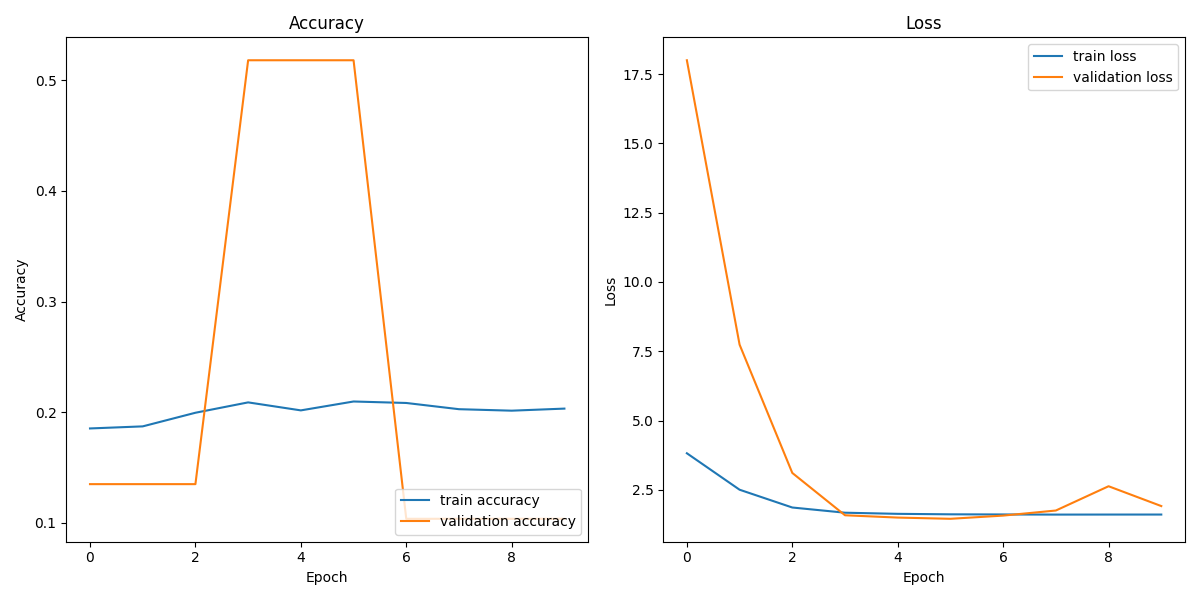 Accuracy
Accuracy
0.5
0.4
0.3
0.2
0.1
0 2 4 6 8
Epoch
train accuracy
validation accuracy
Loss
Loss
17.5
15.0
12.5
10.0
7.5
5.0
2.5
0 2 4 6 8
Epoch
train loss
validation loss